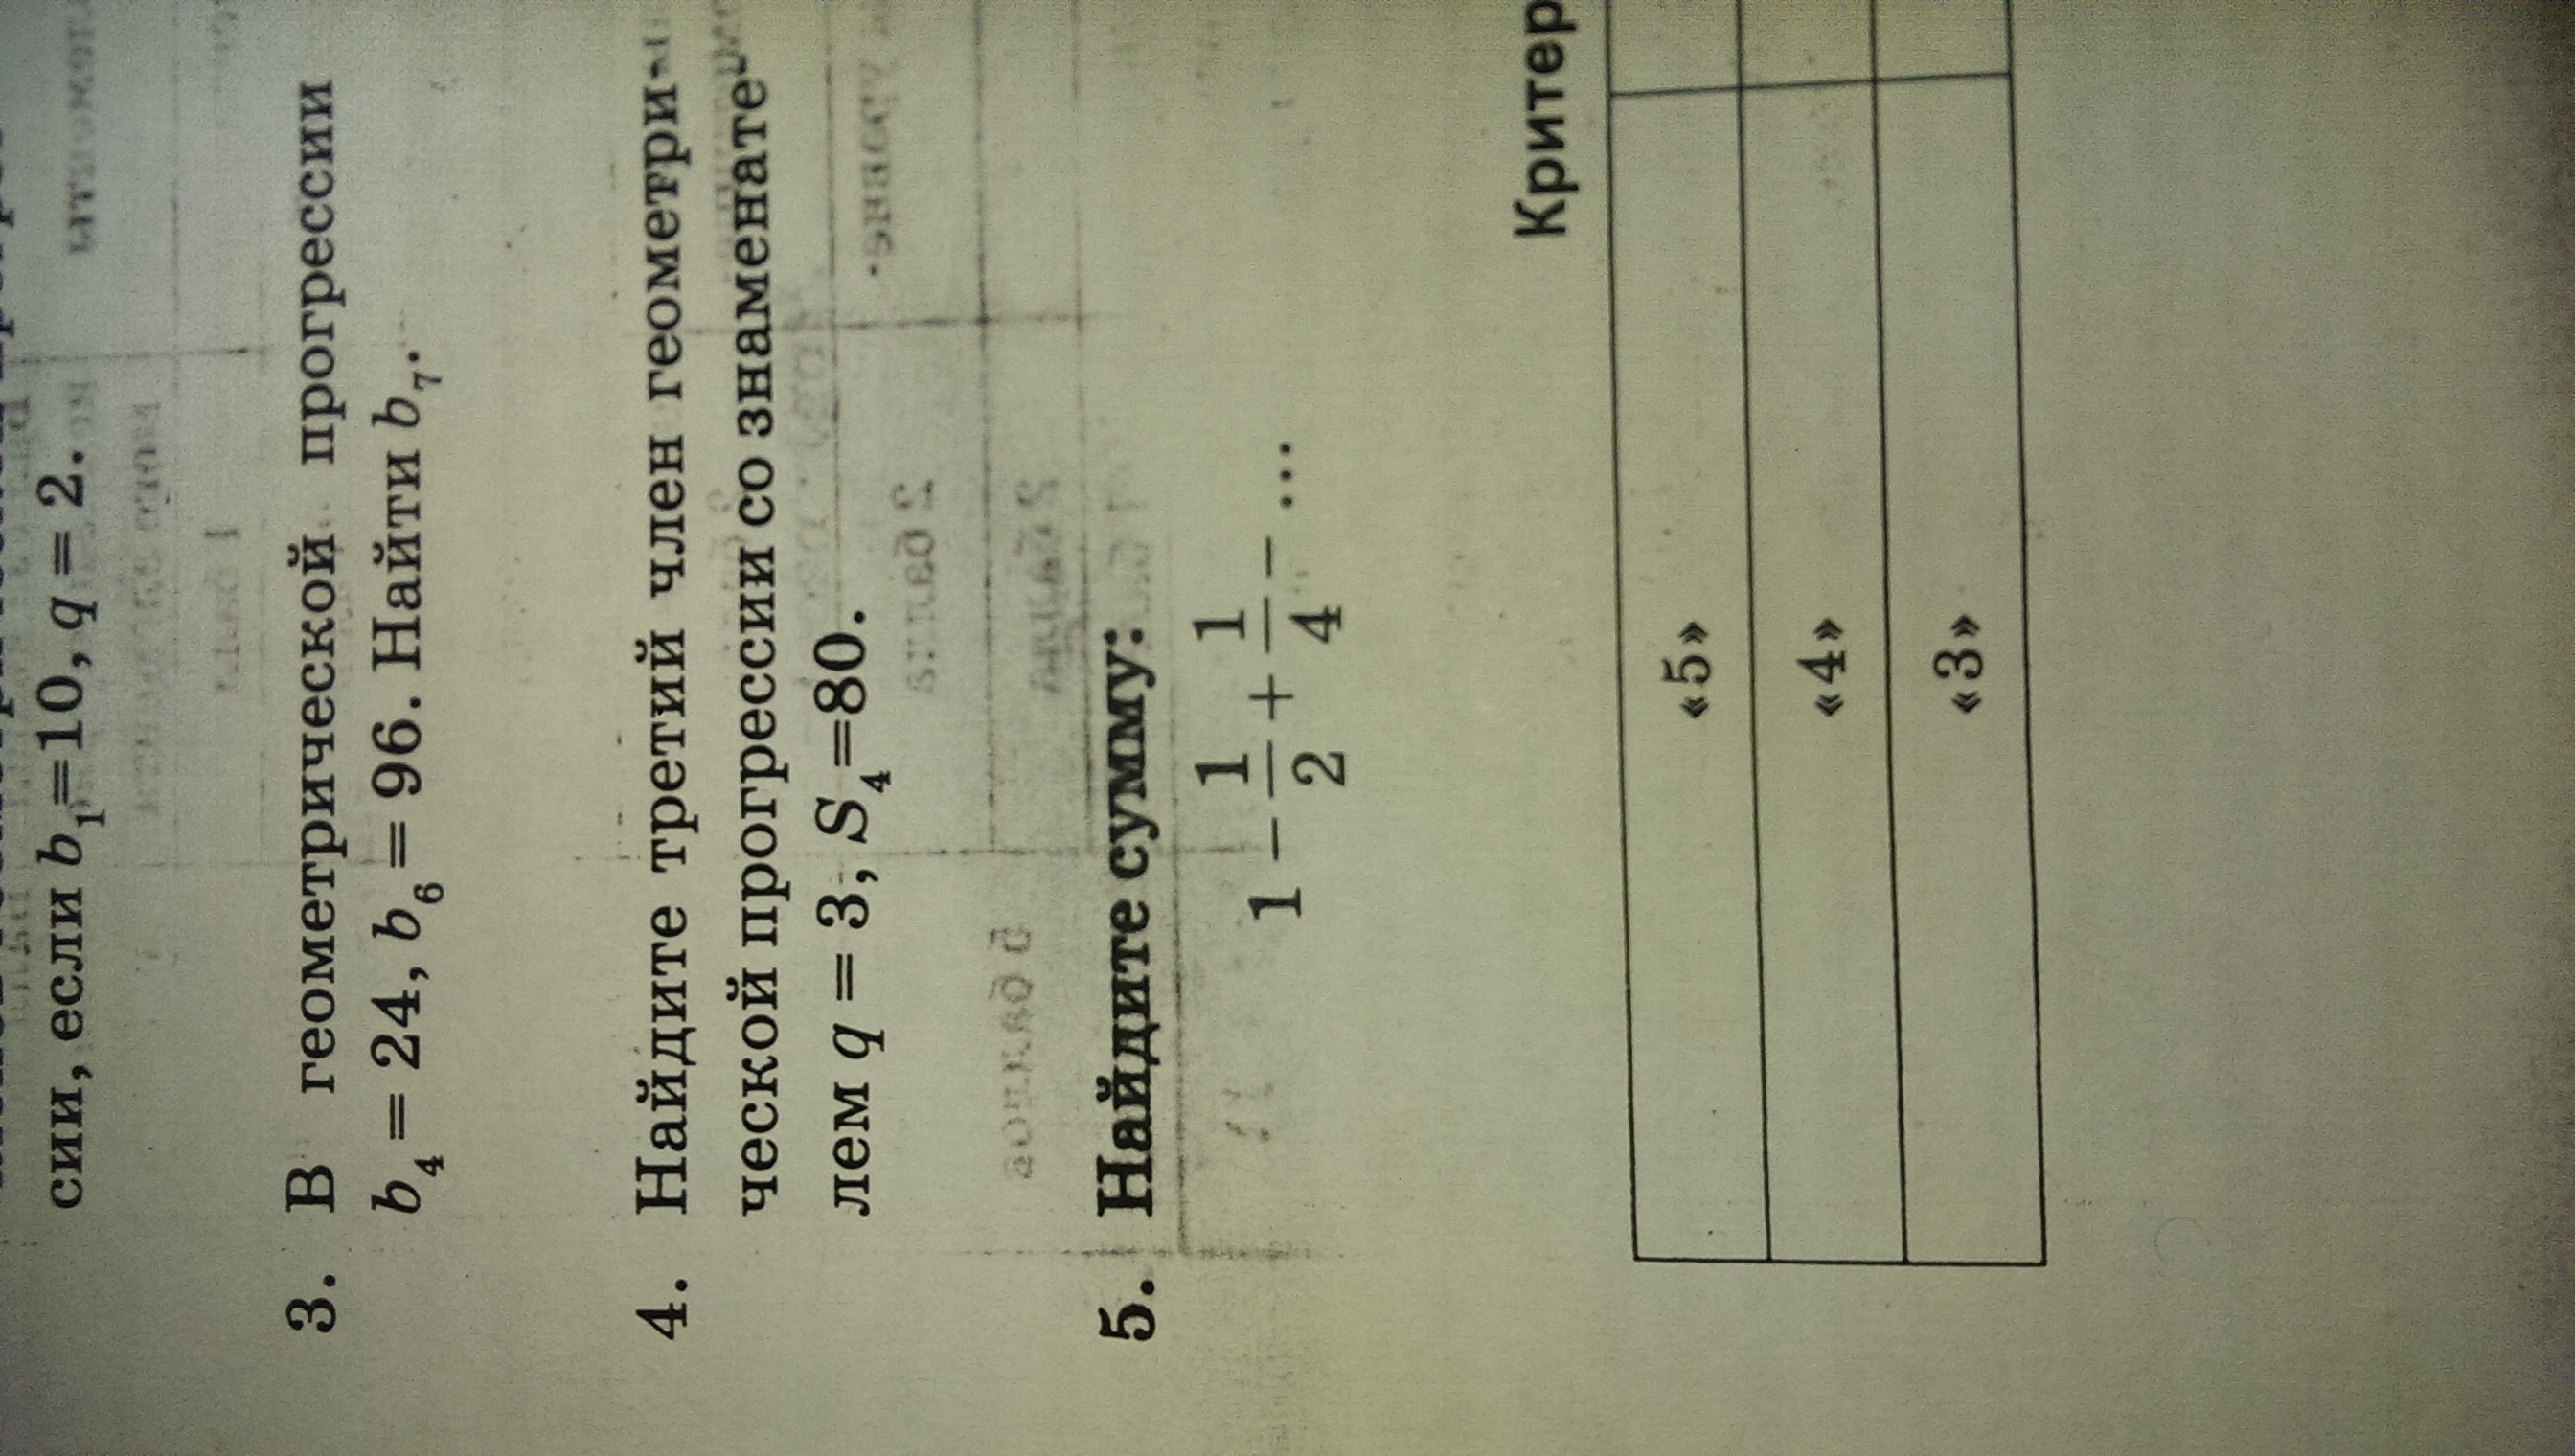 сии, если b₁=10, q = 2.
3. В геометрической прогрессии
b₄ = 24, b₆ = 96. Найти b₇.
4. Найдите третий член геометри-
ческой прогрессии со знаменате-
лем q = 3, S₄=80.
5. Найдите сумму:
1 − 1/2 + 1/4 − ...
Критер
«5»
«4»
«3»